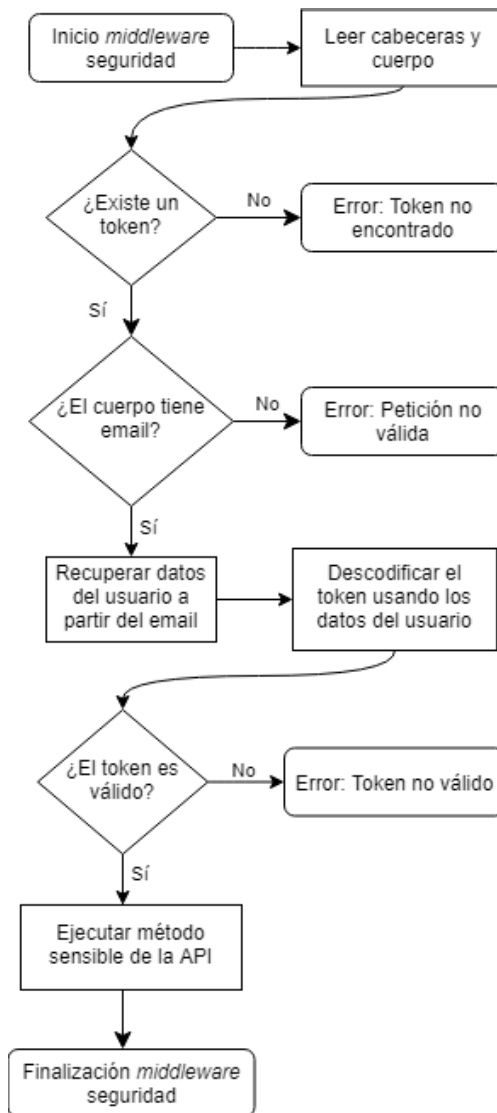 Inicio middleware
seguridad
Leer cabeceras y
cuerpo
¿Existe un
token?
No
Error: Token no
encontrado
Sí
¿El cuerpo tiene
email?
No
Error: Petición no
válida
Sí
Recuperar datos
del usuario a
partir del email
Descodificar el
token usando los
datos del usuario
¿El token es
válido?
No
Error: Token no válido
Sí
Ejecutar método
sensible de la API
Finalización middleware
seguridad